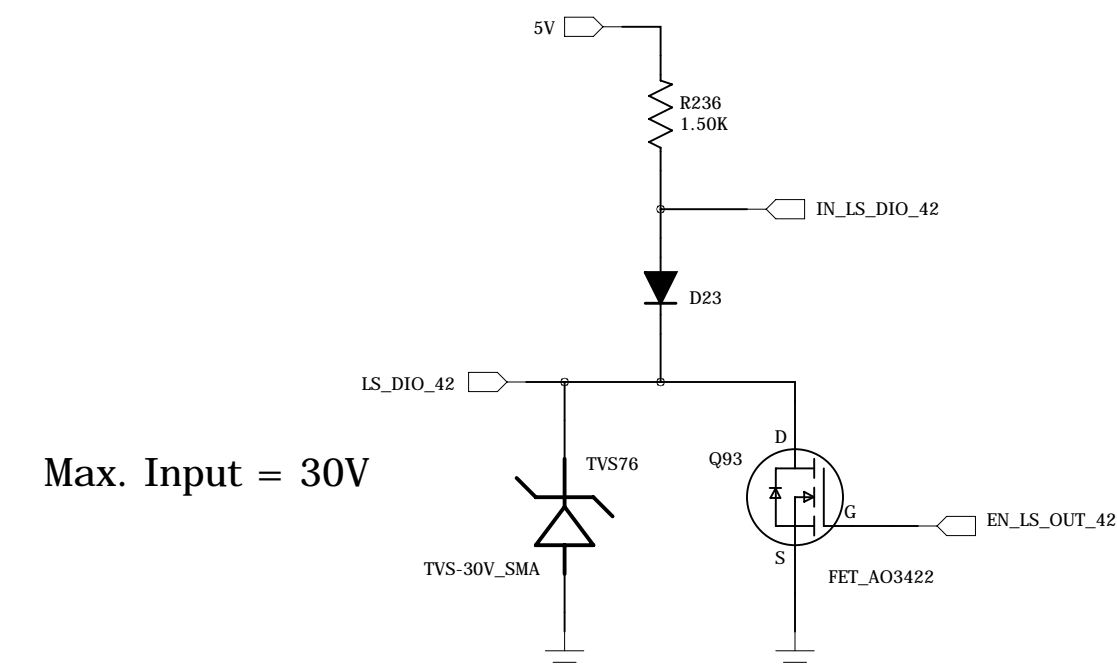 5V
R236
1.50K
IN_LS_DIO_42
D23
LS_DIO_42
D
Max. Input = 30V
TVS76
Q93
G
EN_LS_OUT_42
S
TVS-30V_SMA
FET_AO3422